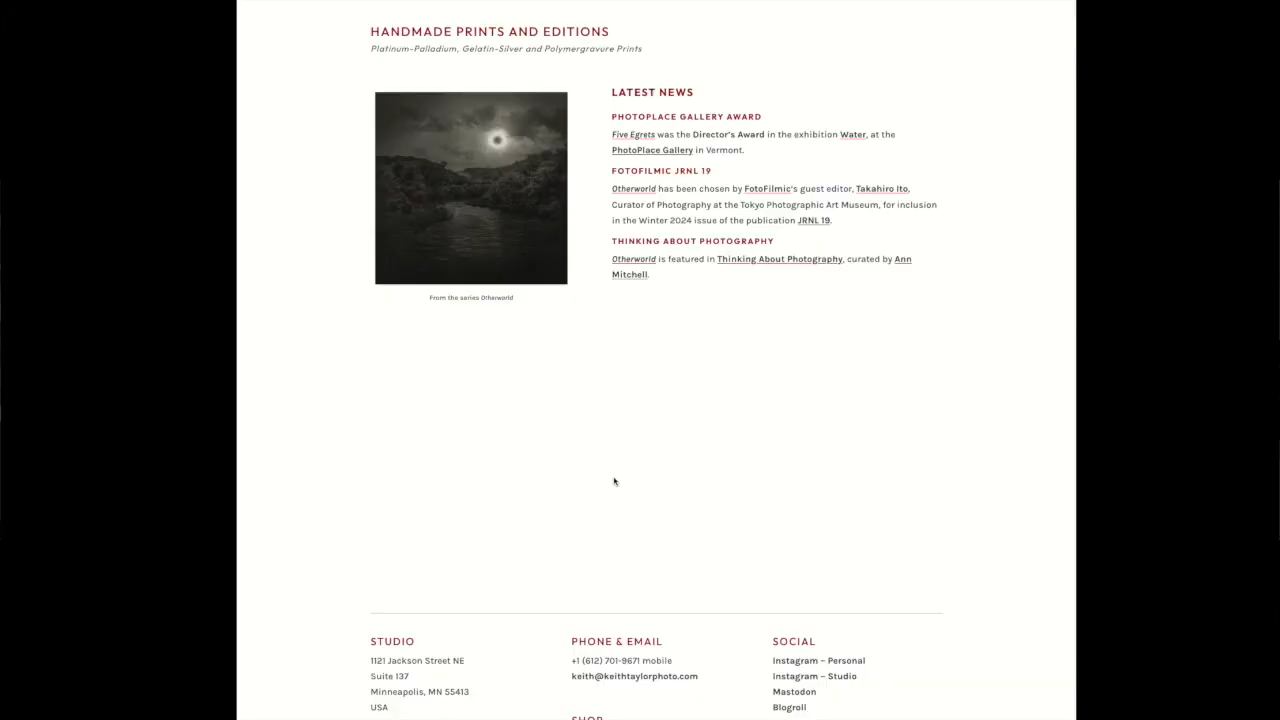 HANDMADE PRINTS AND EDITIONS
Platinum-Palladium, Gelatin-Silver and Polymergravure Prints
From the series Otherworld
LATEST NEWS
PHOTOPLACE GALLERY AWARD
Five Egrets was the Director's Award in the exhibition Water, at the
PhotoPlace Gallery in Vermont.
FOTOFILMIC JRNL 19
Otherworld has been chosen by FotoFilmic's guest editor, Takahiro Ito,
Curator of Photography at the Tokyo Photographic Art Museum, for inclusion
in the Winter 2024 issue of the publication JRNL 19.
THINKING ABOUT PHOTOGRAPHY
Otherworld is featured in Thinking About Photography, curated by Ann
Mitchell.
STUDIO
1121 Jackson Street NE
Suite 137
Minneapolis, MN 55413
USA
PHONE & EMAIL
+1 (612) 701-9671 mobile
keith@keithtaylorphoto.com
SHOP
SOCIAL
Instagram – Personal
Instagram – Studio
Mastodon
Blogroll